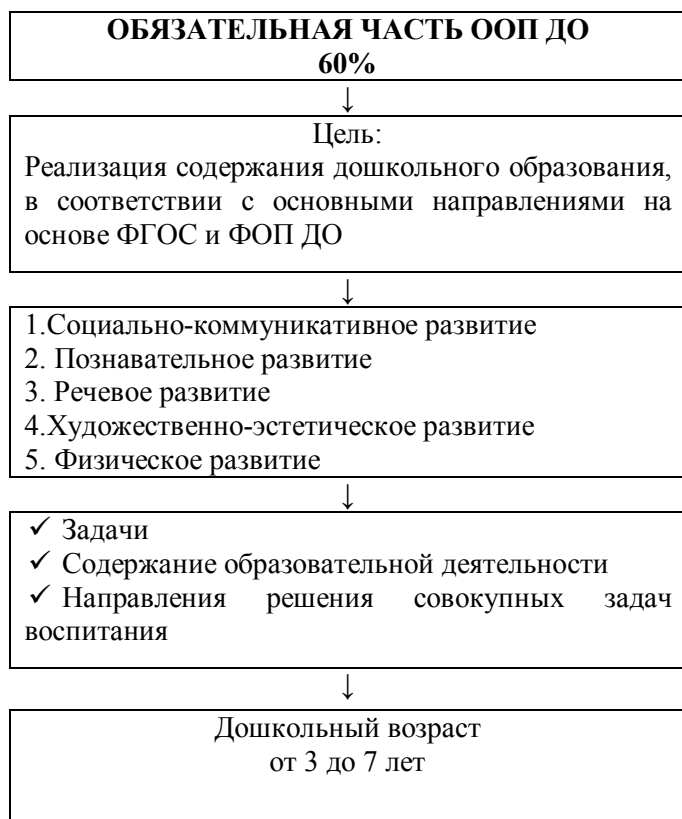 ОБЯЗАТЕЛЬНАЯ ЧАСТЬ ООП ДО
60%
↓
Цель:
Реализация содержания дошкольного образования,
в соответствии с основными направлениями на
основе ФГОС и ФОП ДО
↓
1.Социально-коммуникативное развитие
2. Познавательное развитие
3. Речевое развитие
4.Художественно-эстетическое развитие
5. Физическое развитие
↓
✓ Задачи
✓ Содержание образовательной деятельности
✓ Направления решения совокупных задач
воспитания
↓
Дошкольный возраст
от 3 до 7 лет